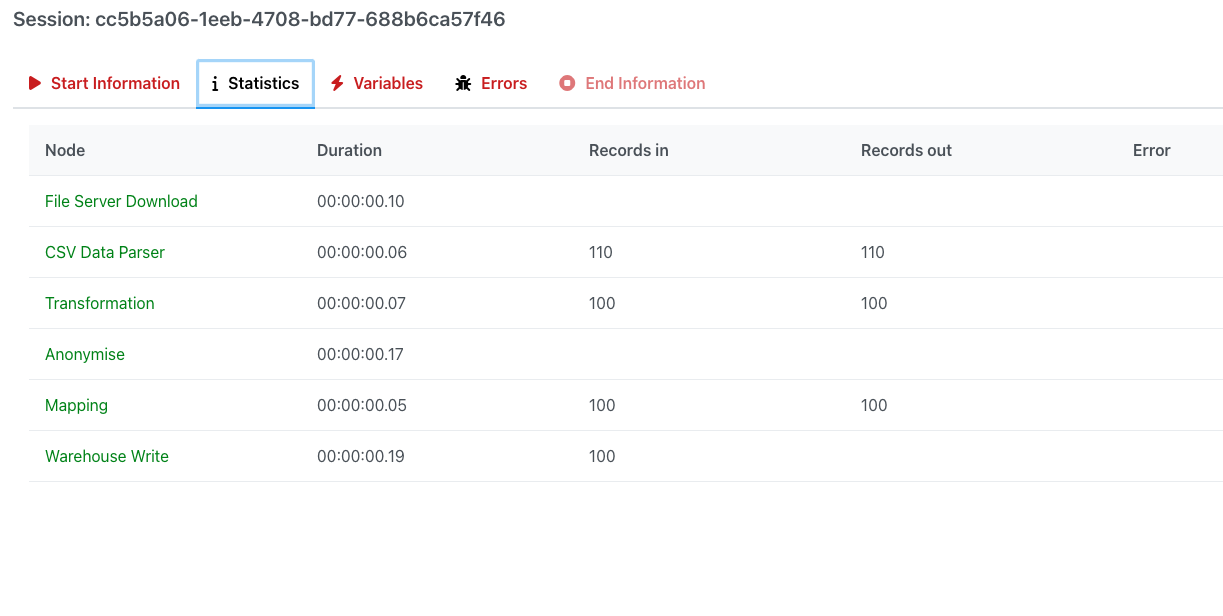 Session: cc5b5a06-1eeb-4708-bd77-688b6ca57f46
Start Information Statistics Variables Errors End Information
Node Duration Records in Records out Error
File Server Download 00:00:00.10
CSV Data Parser 00:00:00.06 110 110
Transformation 00:00:00.07 100 100
Anonymise 00:00:00.17
Mapping 00:00:00.05 100 100
Warehouse Write 00:00:00.19 100